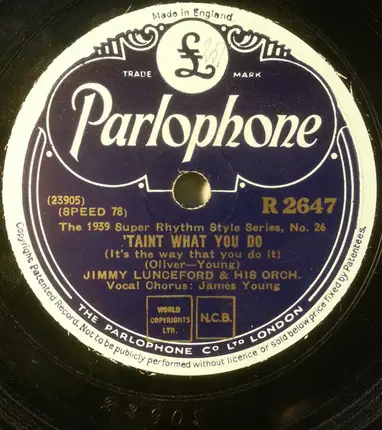 Made in England
£
TRADE MARK
Parlophone
(23905)
(SPEED 78)
R 2647
The 1939 Super Rhythm Style Series, No. 26
'TAINT WHAT YOU DO
(It's the way that you do it)
(Oliver—Young)
JIMMY LUNCEFORD & HIS ORCH.
Vocal Chorus: James Young
WORLD
COPYRIGHTS
LTD.
N.C.B.
THE PARLOPHONE CO LTD LONDON
Copyright, Patented Record. Not to be publicly performed without licence or sold below price fixed by Patentees.
23905